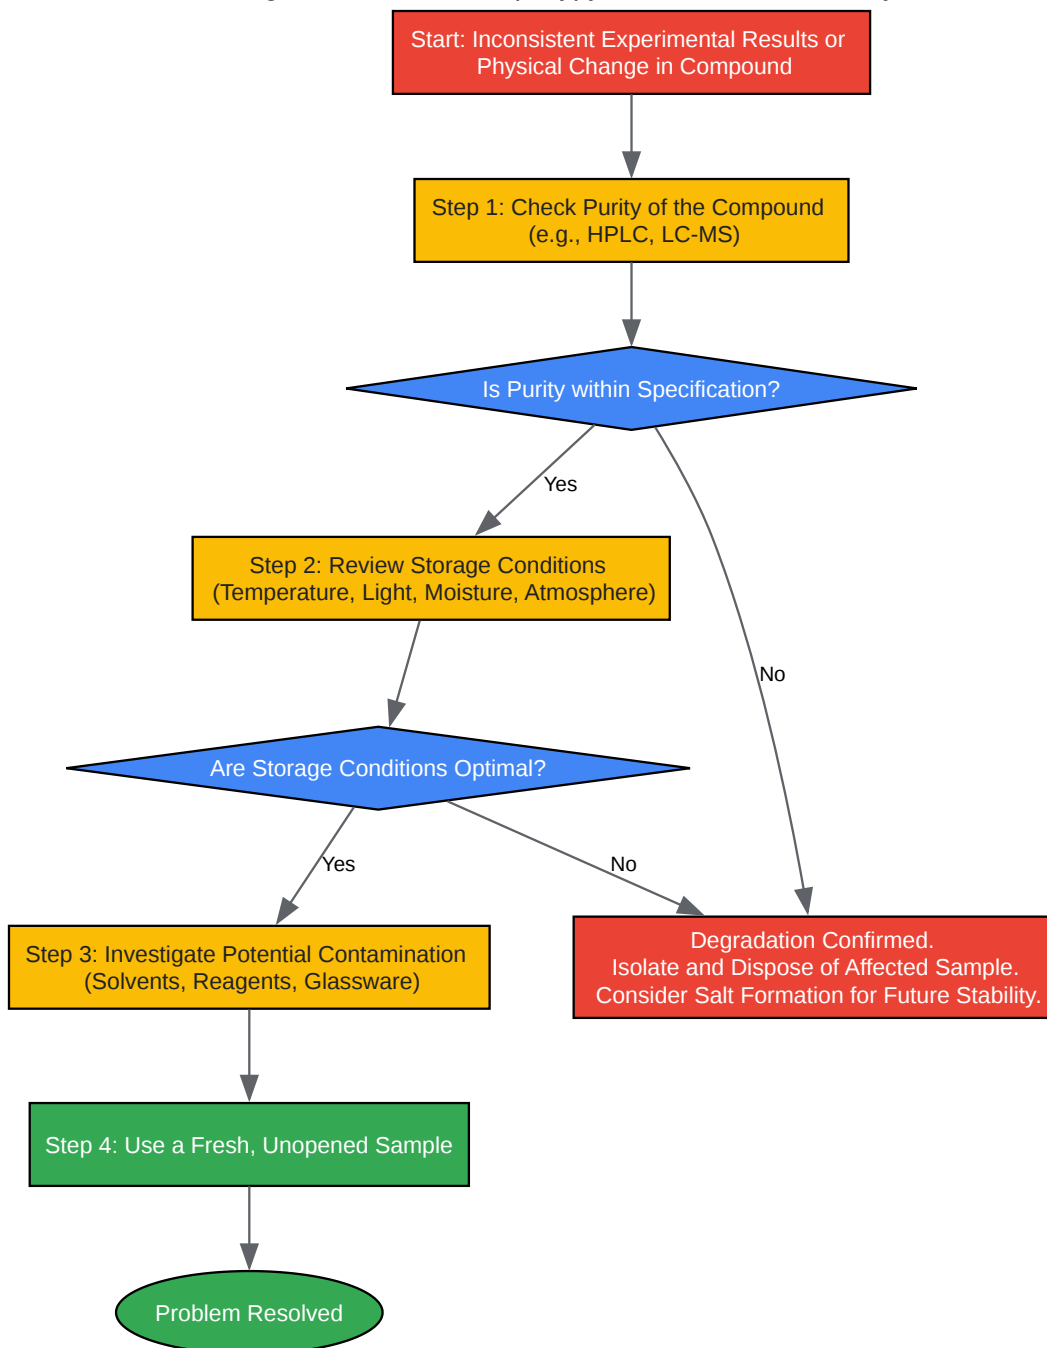 Start: Inconsistent Experimental Results or
Physical Change in Compound
Step 1: Check Purity of the Compound
(e.g., HPLC, LC-MS)
Is Purity within Specification?
Yes
Step 2: Review Storage Conditions
(Temperature, Light, Moisture, Atmosphere)
No
Are Storage Conditions Optimal?
Yes
No
Step 3: Investigate Potential Contamination
(Solvents, Reagents, Glassware)
Degradation Confirmed.
Isolate and Dispose of Affected Sample.
Consider Salt Formation for Future Stability.
Step 4: Use a Fresh, Unopened Sample
Problem Resolved